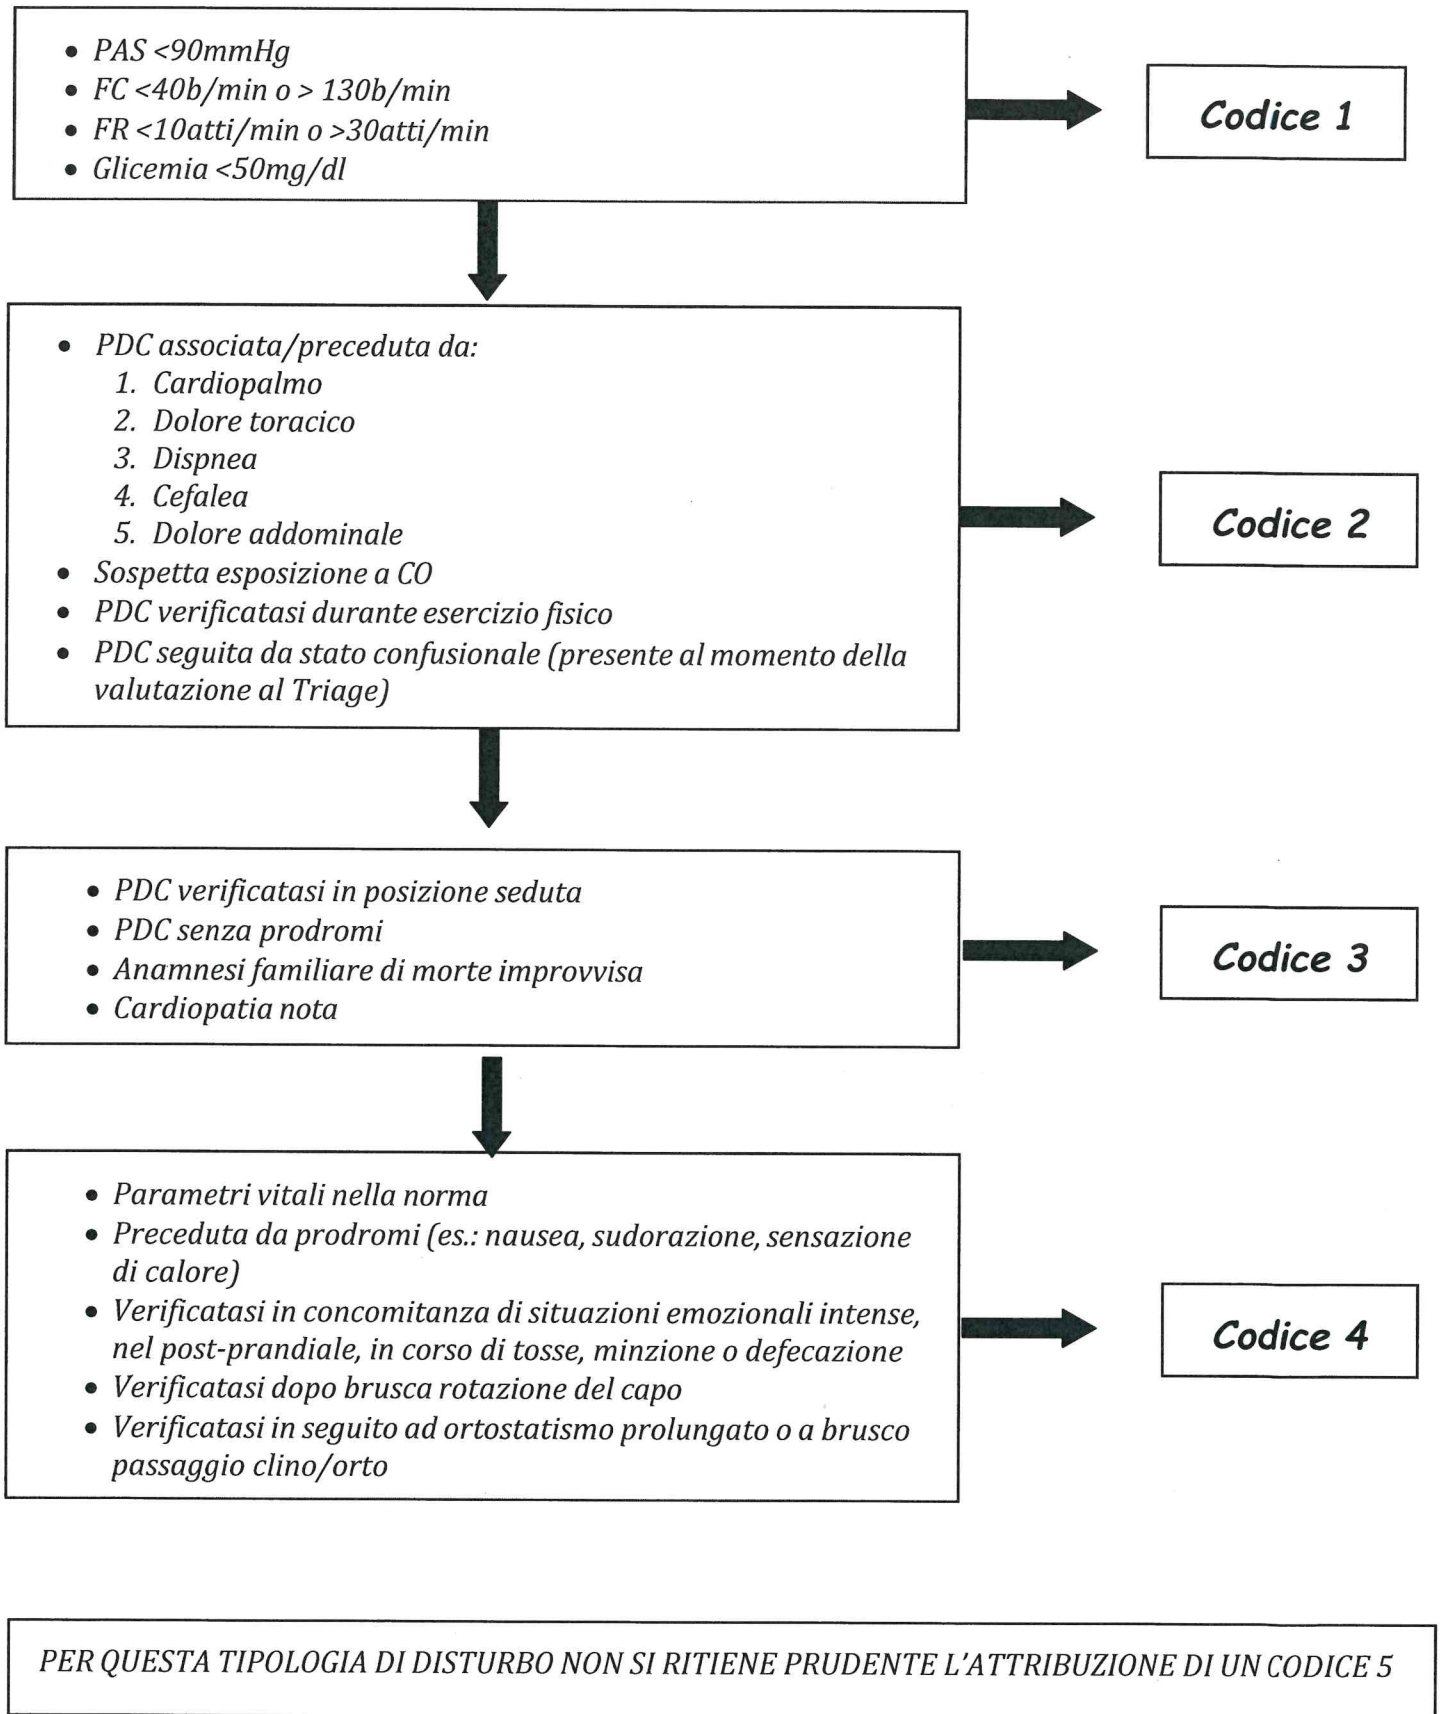 • PAS <90mmHg
• FC <40b/min o > 130b/min
• FR <10atti/min o >30atti/min
• Glicemia <50mg/dl
Codice 1
• PDC associata/preceduta da:
1. Cardiopalmo
2. Dolore toracico
3. Dispnea
4. Cefalea
5. Dolore addominale
• Sospetta esposizione a CO
• PDC verificatasi durante esercizio fisico
• PDC seguita da stato confusionale (presente al momento della
valutazione al Triage)
Codice 2
• PDC verificatasi in posizione seduta
• PDC senza prodromi
• Anamnesi familiare di morte improvvisa
• Cardiopatia nota
Codice 3
• Parametri vitali nella norma
• Preceduta da prodromi (es.: nausea, sudorazione, sensazione
di calore)
• Verificatasi in concomitanza di situazioni emozionali intense,
nel post-prandiale, in corso di tosse, minzione o defecazione
• Verificatasi dopo brusca rotazione del capo
• Verificatasi in seguito ad ortostatismo prolungato o a brusco
passaggio clino/orto
Codice 4
PER QUESTA TIPOLOGIA DI DISTURBO NON SI RITIENE PRUDENTE L'ATTRIBUZIONE DI UN CODICE 5